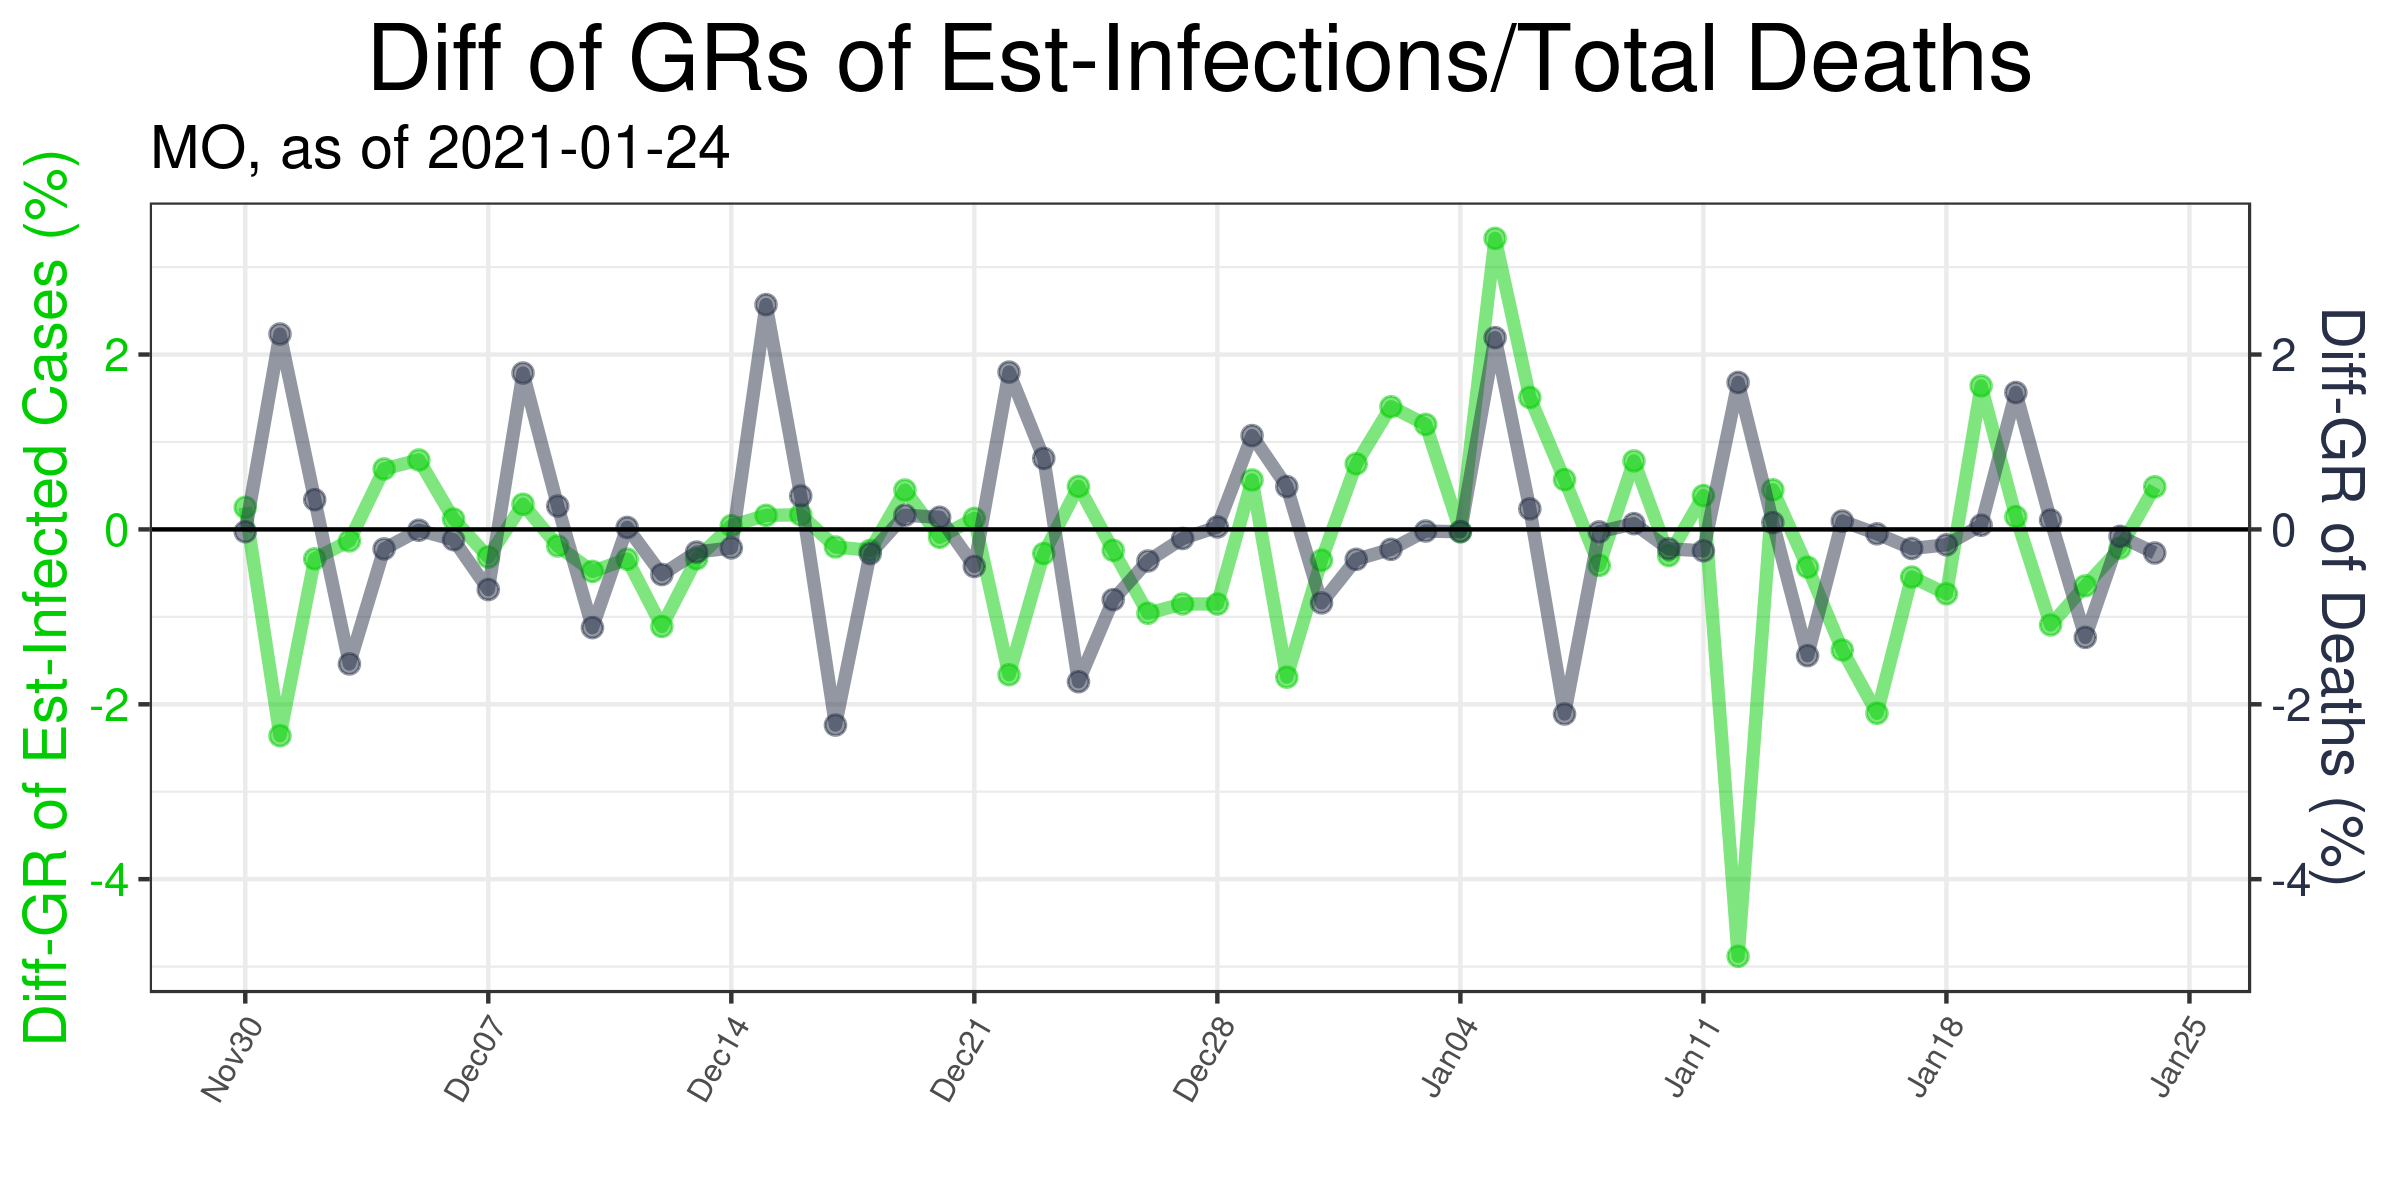 Diff of GRs of Est-Infections/Total Deaths
MO, as of 2021-01-24
Diff-GR of Est-Infected Cases (%)
2
0
-2
-4
2
0
-2
-4
Diff-GR of Deaths (%)
Nov30
Dec07
Dec14
Dec21
Dec28
Jan04
Jan11
Jan18
Jan25